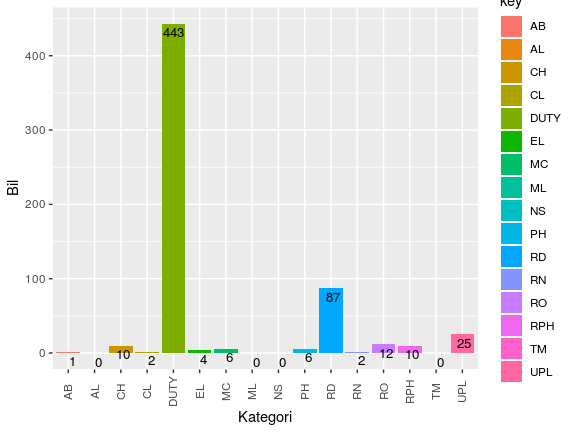 key
AB
AL
CH
CL
DUTY
EL
MC
ML
NS
PH
RD
RN
RO
RPH
TM
UPL
Bil
400
300
200
100
0
1
0
10
2
443
4
6
0
0
6
87
2
12
10
0
25
AB
AL
CH
CL
DUTY
EL
MC
ML
NS
PH
RD
RN
RO
RPH
TM
UPL
Kategori